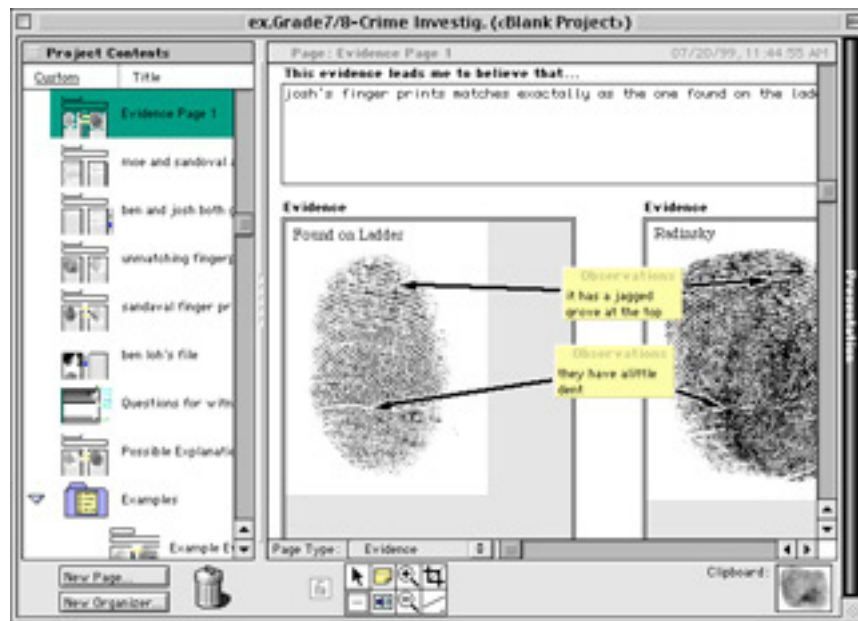 ex.Grade7/8-Crime Investig. (<Blank Project>)
Project Contents
Custom Title
Evidence Page 1
moe and sandoval a
ben and josh both
unmatching finger
sandaval finger pr
ben loh's file
Questions for witn
Possible Explanatio
Examples
Example E
New Page...
New Organizer...
Page: Evidence Page 1
07/20/99, 11:44:55 AM
This evidence leads me to believe that...
josh's finger prints matches exactally as the one found on the lad
Evidence
Found on Ladder
Evidence
Radinsky
Observations
it has a jagged
grove at the top
Observations
they have alittle
dent
Page Type: Evidence
Clipboard:
Presentation